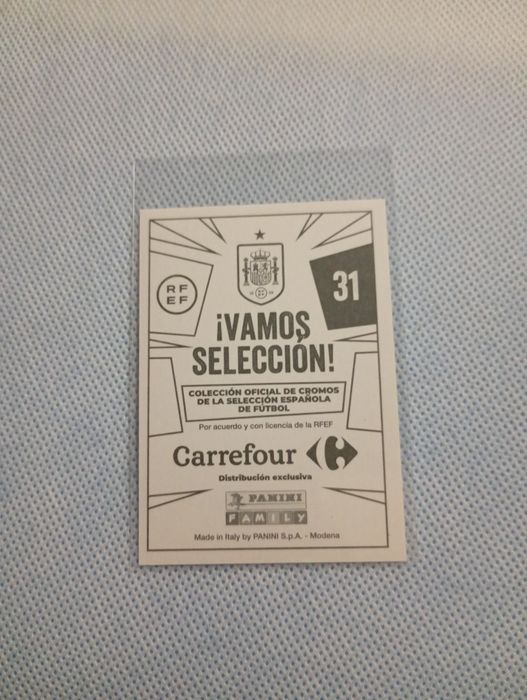 RF
EF
31
¡VAMOS
SELECCIÓN!
COLECCIÓN OFICIAL DE CROMOS
DE LA SELECCIÓN ESPAÑOLA
DE FÚTBOL
Por acuerdo y con licencia de la RFEF
Carrefour
Distribución exclusiva
PANINI
FAMILY
Made in Italy by PANINI S.p.A. - Modena